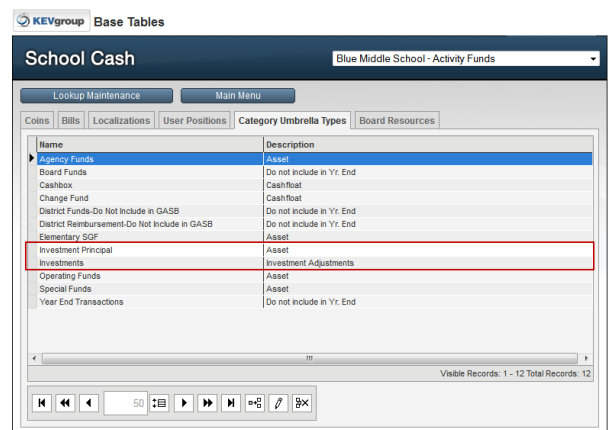 KEVgroup Base Tables
School Cash Blue Middle School - Activity Funds
Lookup Maintenance Main Menu
Coins Bills Localizations User Positions Category Umbrella Types Board Resources
Name Description
Agency Funds Asset
Board Funds Do not include in Yr. End
Cashbox Cashfloat
Change Fund Cashfloat
District Funds-Do Not Include in GASB Do not include in Yr. End
District Reimbursement-Do Not Include in GASB Do not include in Yr. End
Elementary SGF Asset
Investment Principal Asset
Investments Investment Adjustments
Operating Funds Asset
Special Funds Asset
Year End Transactions Do not include in Yr. End
Visible Records: 1 - 12 Total Records: 12
50